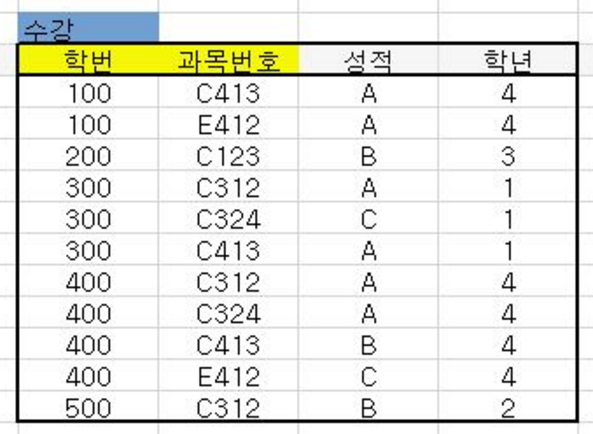 수강
학번 과목번호 성적 학년
100 C413 A 4
100 E412 A 4
200 C123 B 3
300 C312 A 1
300 C324 C 1
300 C413 A 1
400 C312 A 4
400 C324 A 4
400 C413 B 4
400 E412 C 4
500 C312 B 2